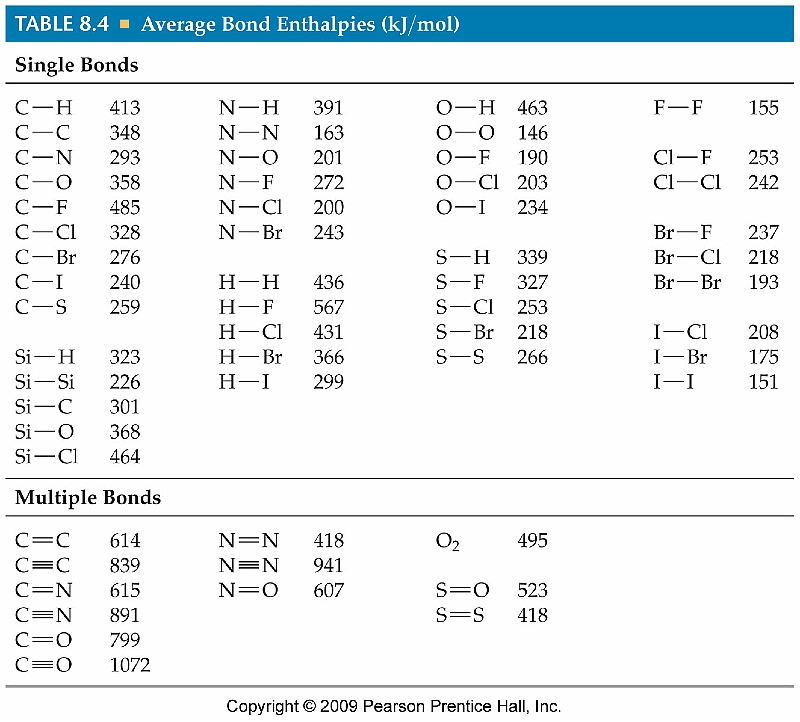 TABLE 8.4 ■ Average Bond Enthalpies (kJ/mol)
Single Bonds
C—H 413 N—H 391 O—H 463 F—F 155
C—C 348 N—N 163 O—O 146
C—N 293 N—O 201 O—F 190 Cl—F 253
C—O 358 N—F 272 O—Cl 203 Cl—Cl 242
C—F 485 N—Cl 200 O—I 234
C—Cl 328 N—Br 243 Br—F 237
C—Br 276 S—H 339 Br—Cl 218
C—I 240 H—H 436 S—F 327 Br—Br 193
C—S 259 H—F 567 S—Cl 253
H—Cl 431 S—Br 218 I—Cl 208
Si—H 323 H—Br 366 S—S 266 I—Br 175
Si—Si 226 H—I 299 I—I 151
Si—C 301
Si—O 368
Si—Cl 464
Multiple Bonds
C=C 614 N=N 418 O₂ 495
C≡C 839 N≡N 941
C=N 615 N=O 607 S=O 523
C≡N 891 S=S 418
C=O 799
C≡O 1072
Copyright © 2009 Pearson Prentice Hall, Inc.